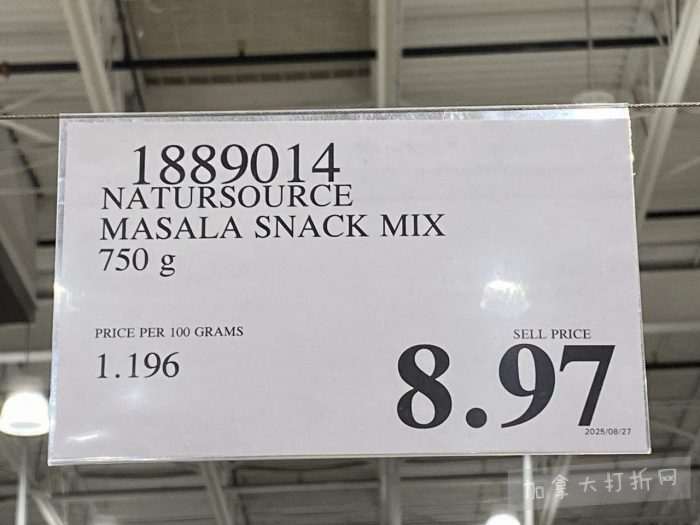 1889014
NATURSOURCE
MASALA SNACK MIX
750 g
PRICE PER 100 GRAMS
1.196
SELL PRICE
8.97
2025/08/27
加拿大打折网